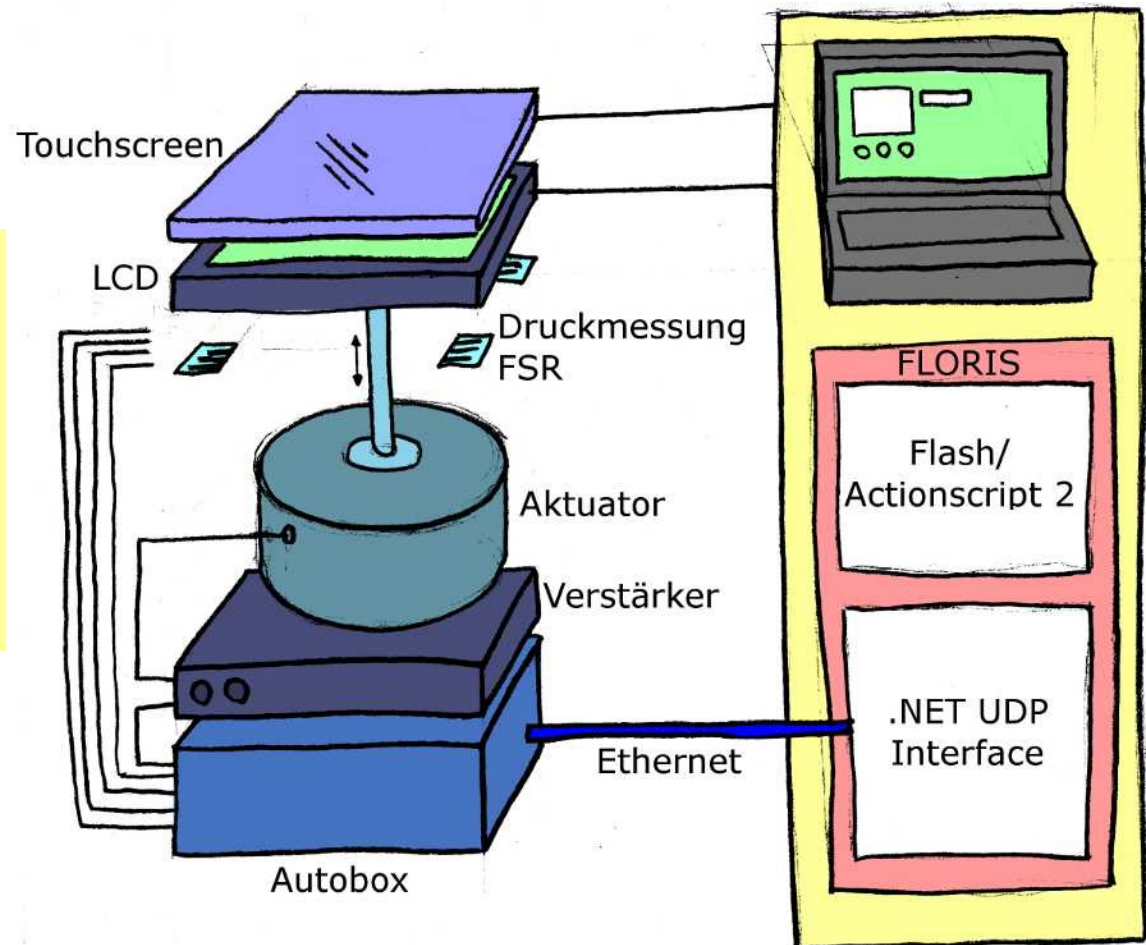 Touchscreen
LCD
Druckmessung
FSR
Aktuator
Verstärker
Ethernet
Autobox
FLORIS
Flash/
Actionscript 2
.NET UDP
Interface